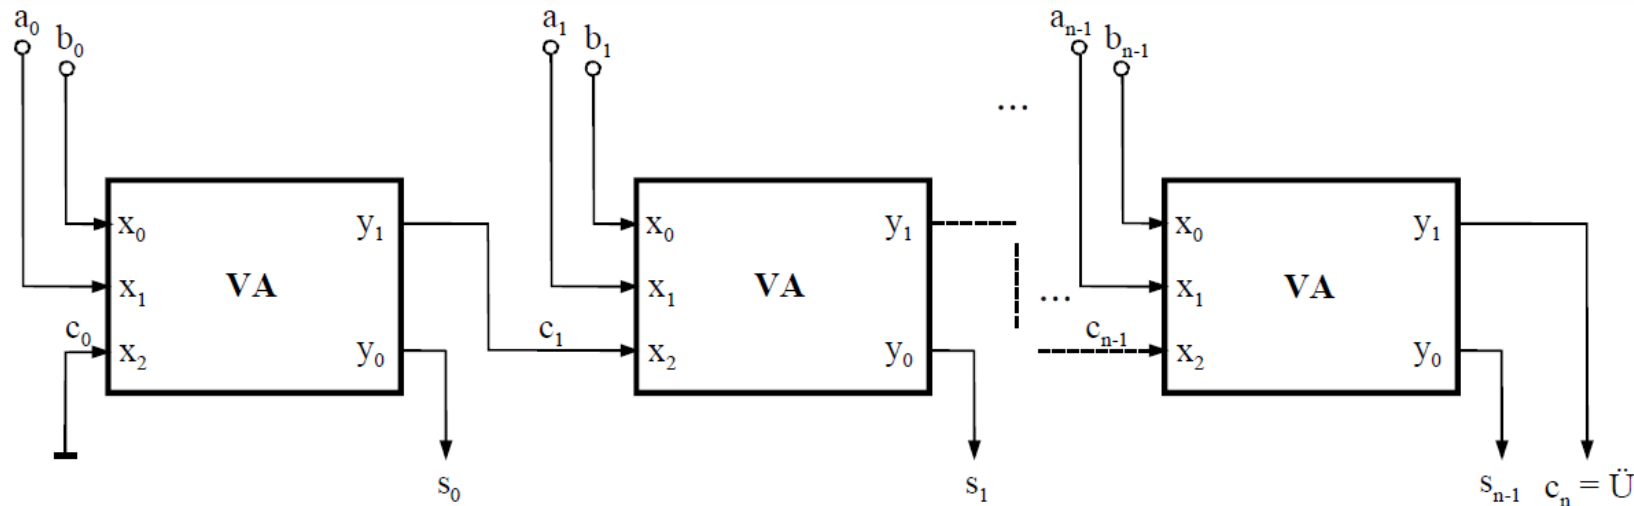 a₀ b₀ a₁ b₁ aₙ₋₁ bₙ₋₁
...
x₀ y₁ x₀ y₁ x₀ y₁
x₁ VA x₁ VA ... x₁ VA
c₀ x₂ y₀ c₁ x₂ y₀ cₙ₋₁ x₂ y₀
s₀ s₁ sₙ₋₁ cₙ = Ü